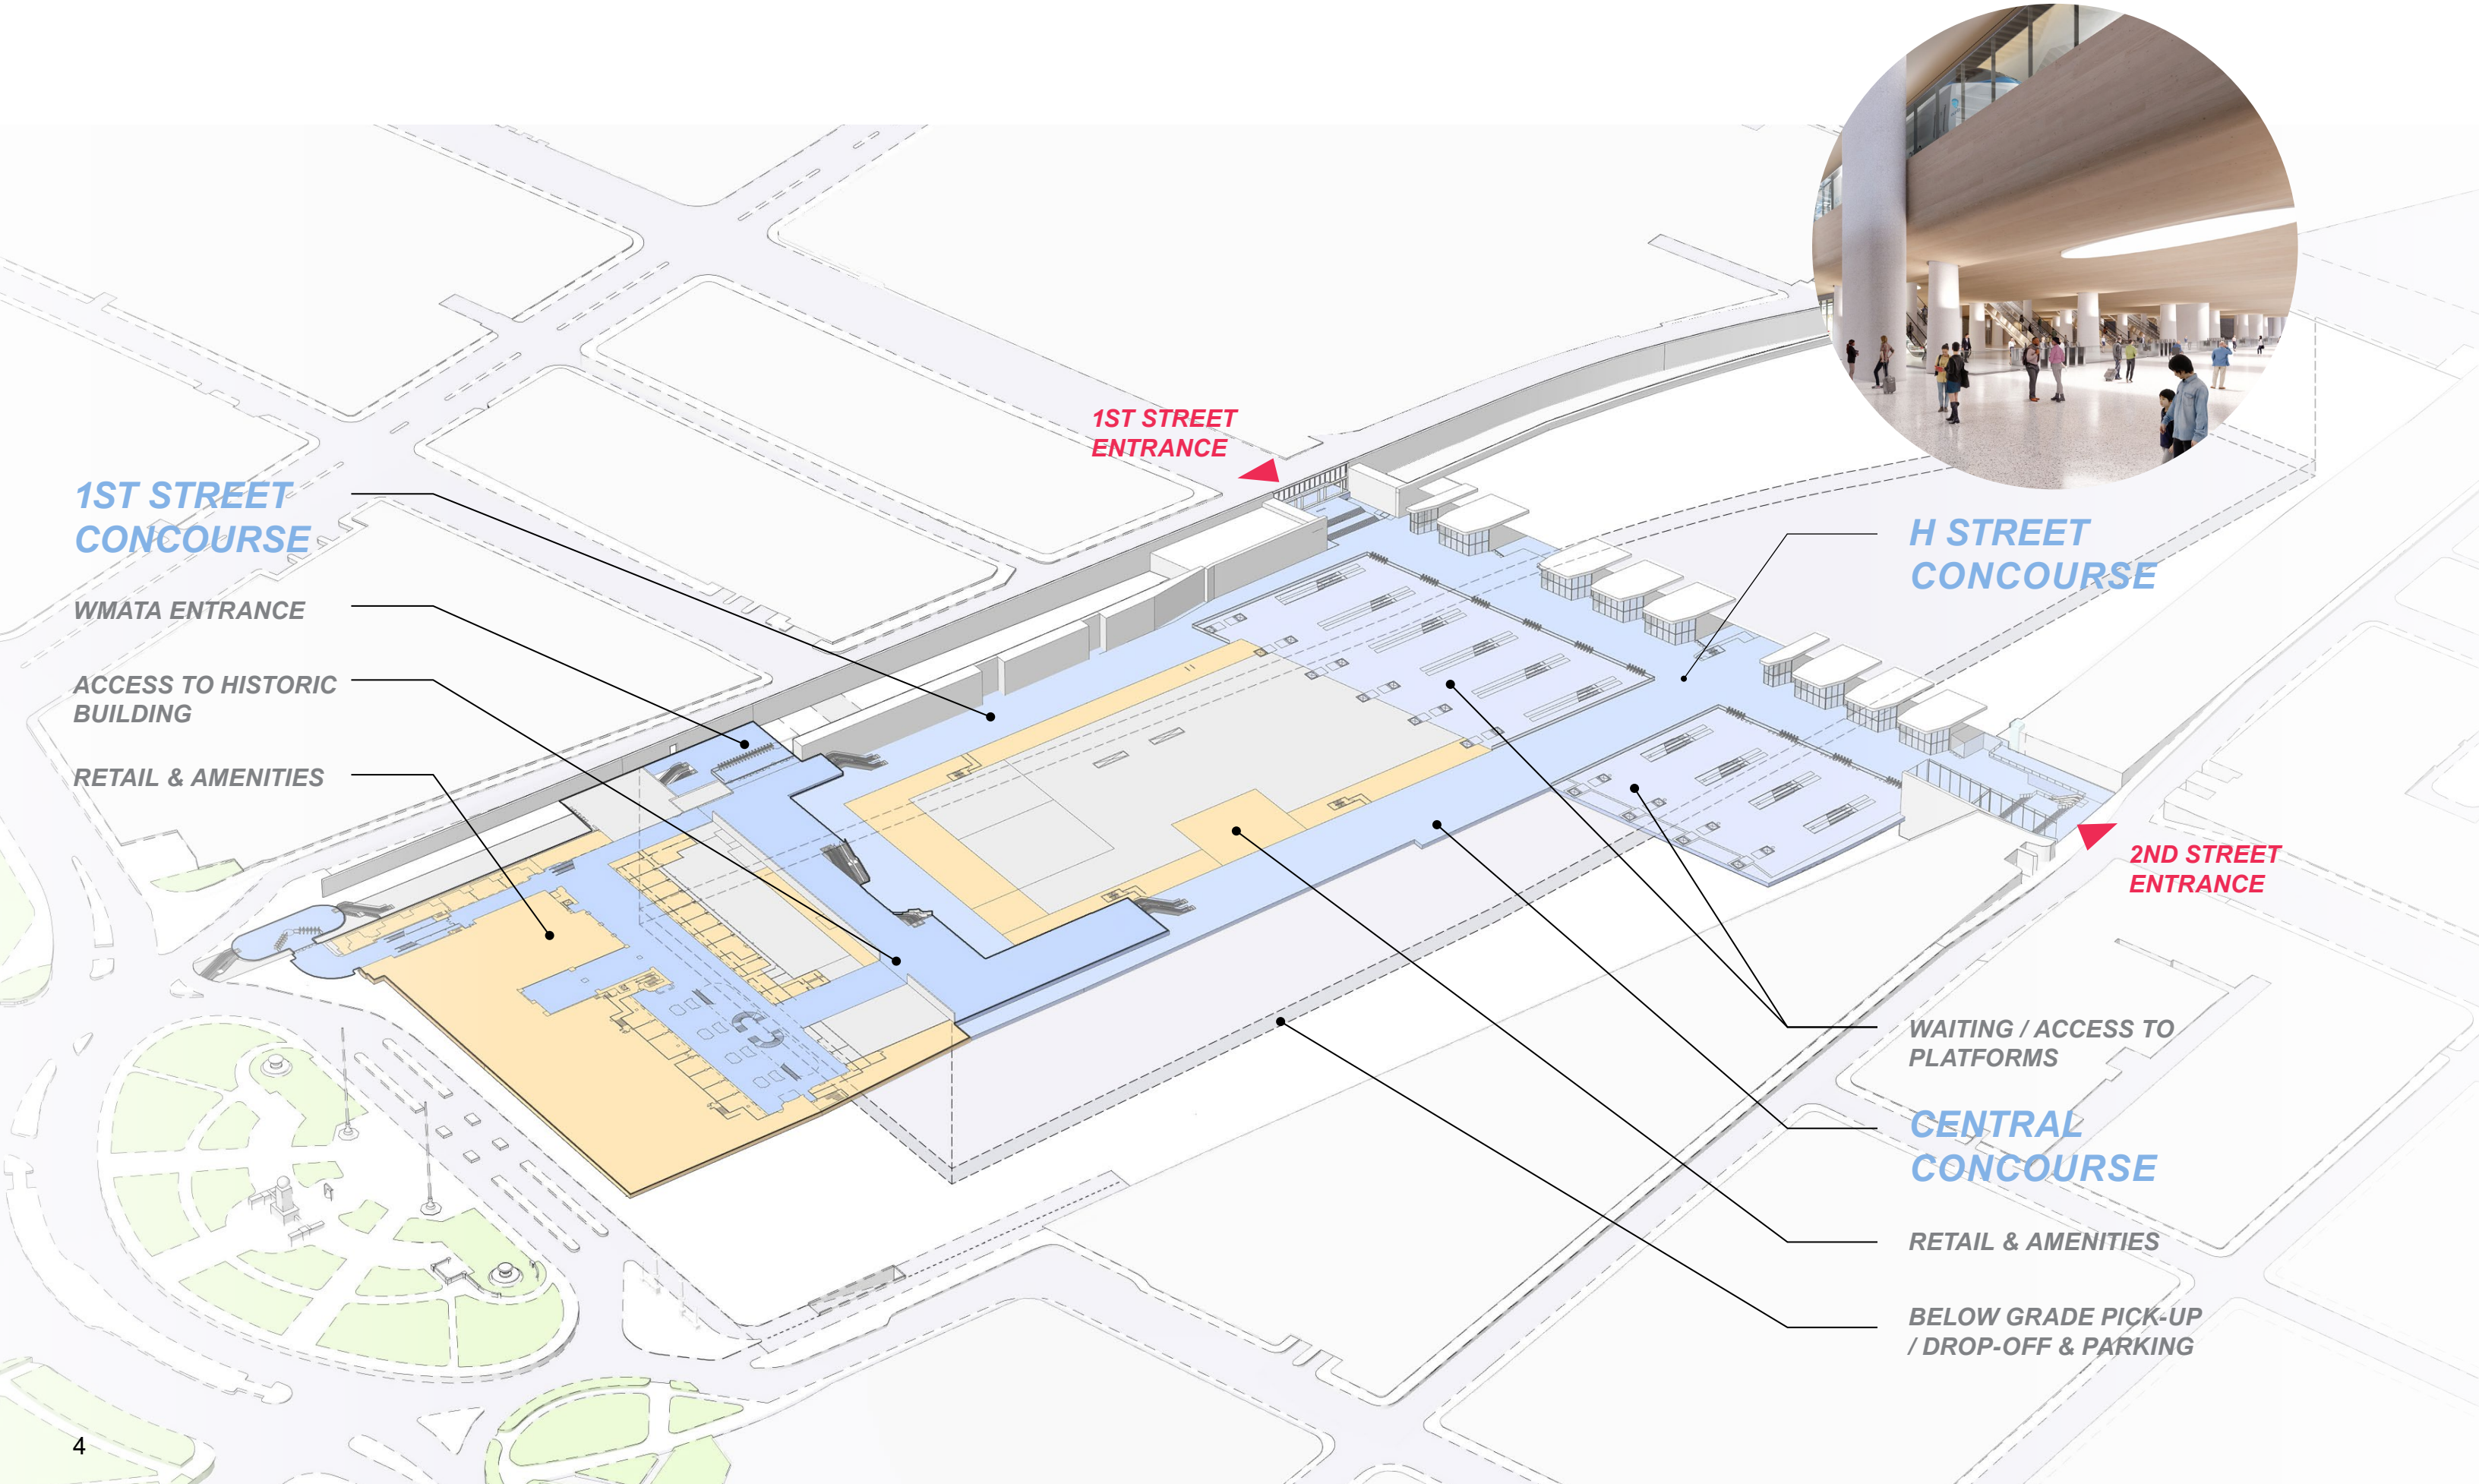 1ST STREET
ENTRANCE
1ST STREET
CONCOURSE
WMATA ENTRANCE
ACCESS TO HISTORIC
BUILDING
RETAIL & AMENITIES
H STREET
CONCOURSE
2ND STREET
ENTRANCE
WAITING / ACCESS TO
PLATFORMS
CENTRAL
CONCOURSE
RETAIL & AMENITIES
BELOW GRADE PICK-UP
/ DROP-OFF & PARKING
4